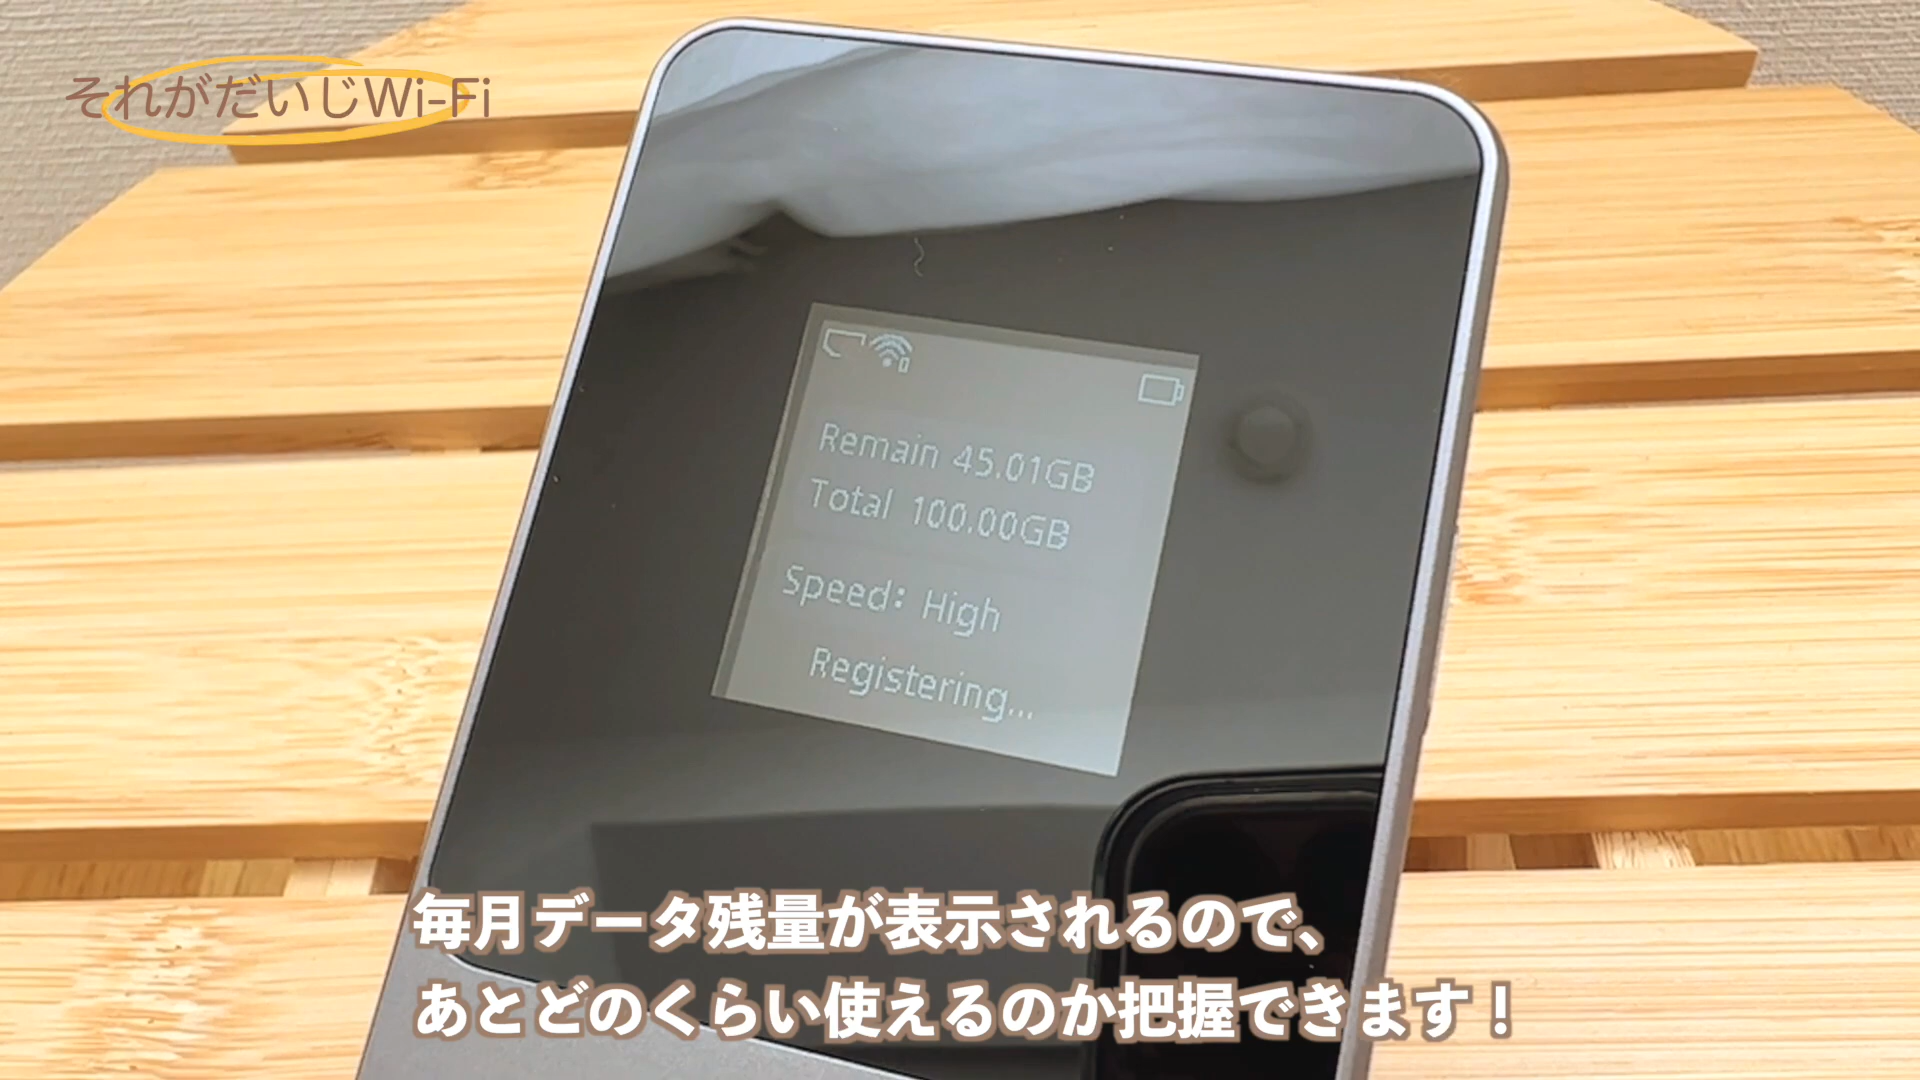 それがだいじWi-Fi
Remain 45.01GB
Total 100.00GB
Speed: High
Registering...
毎月データ残量が表示されるので、
あとどのくらい使えるのか把握できます！